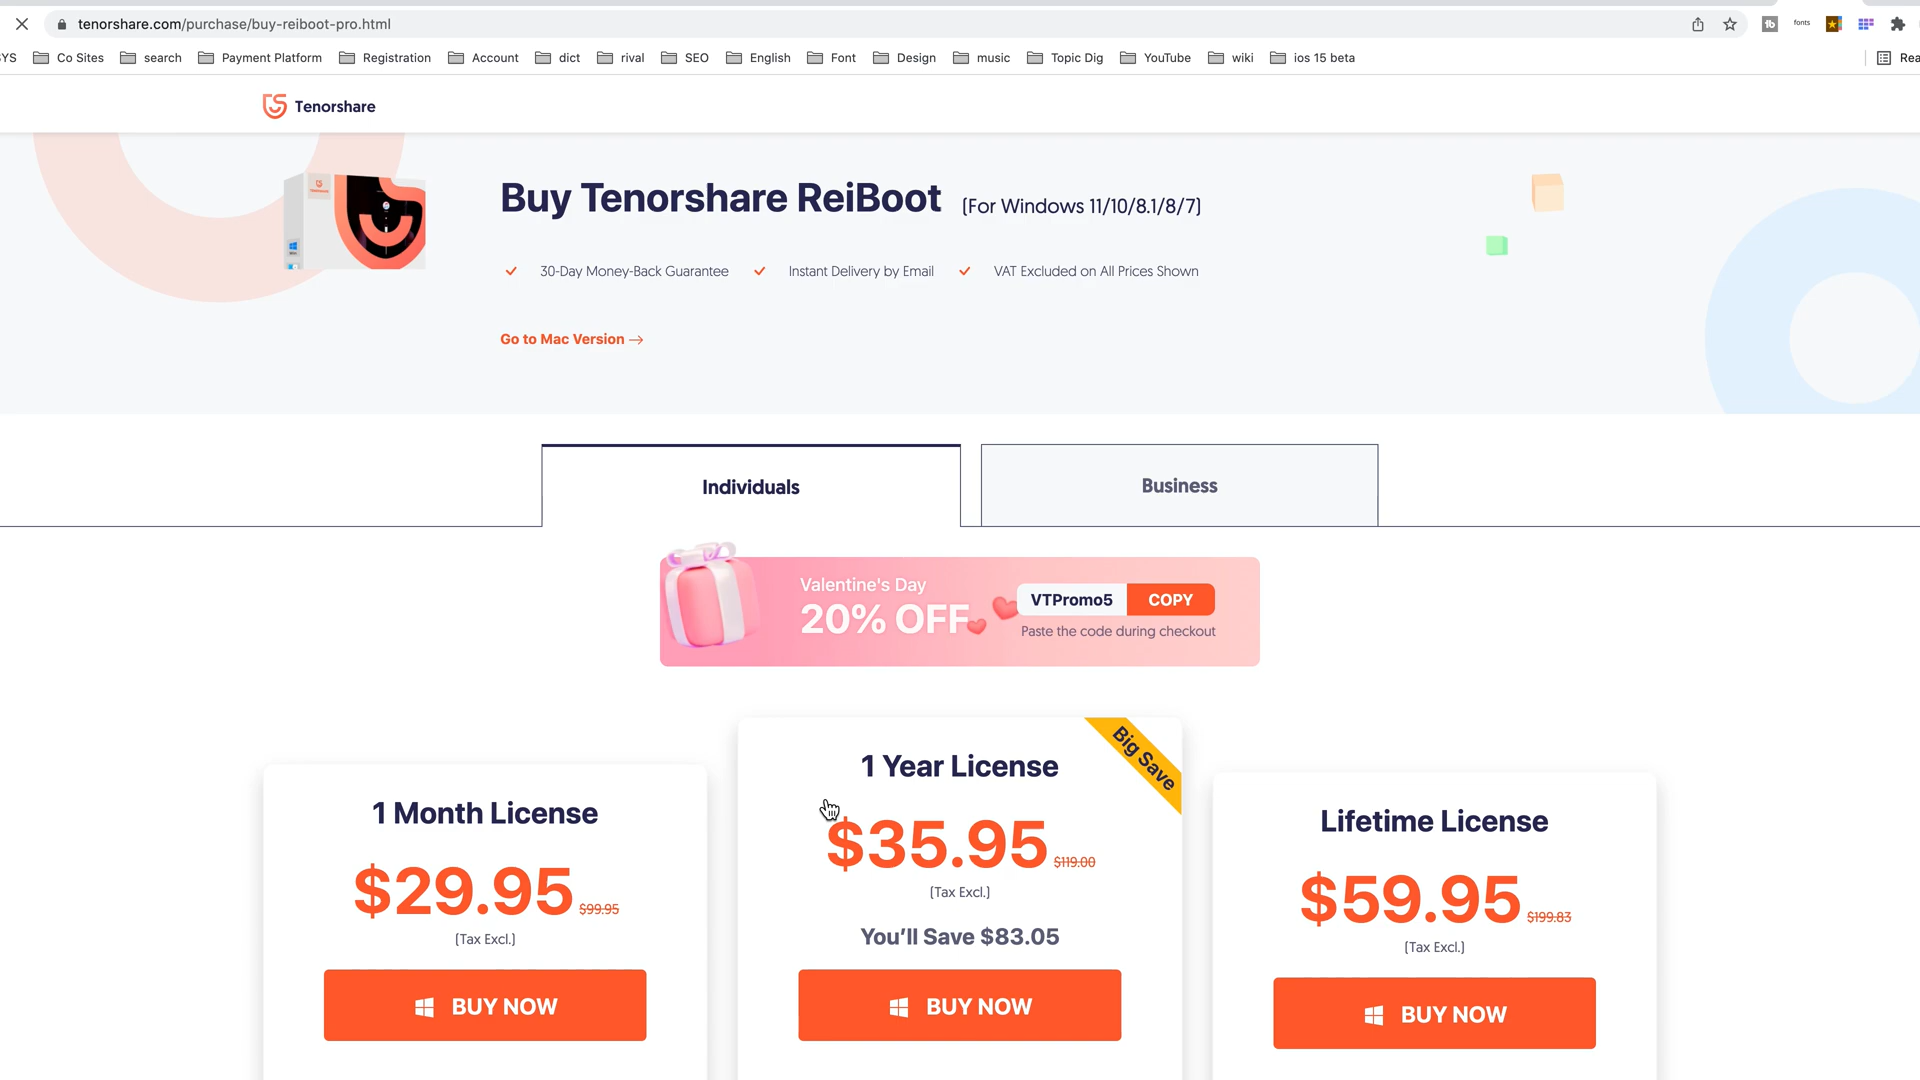 tenorshare.com/purchase/buy-reiboot-pro.html
fonts
YS Co Sites search Payment Platform Registration Account dict rival SEO English Font Design music Topic Dig YouTube wiki ios 15 beta Rea
Tenorshare
Buy Tenorshare ReiBoot (For Windows 11/10/8.1/8/7)
30-Day Money-Back Guarantee Instant Delivery by Email VAT Excluded on All Prices Shown
Go to Mac Version →
Individuals Business
Valentine's Day
20% OFF
VTPromo5 COPY
Paste the code during checkout
Big Save
1 Year License
$35.95 $119.00
(Tax Excl.)
You'll Save $83.05
BUY NOW
1 Month License
$29.95 $99.95
(Tax Excl.)
BUY NOW
Lifetime License
$59.95 $199.83
(Tax Excl.)
BUY NOW